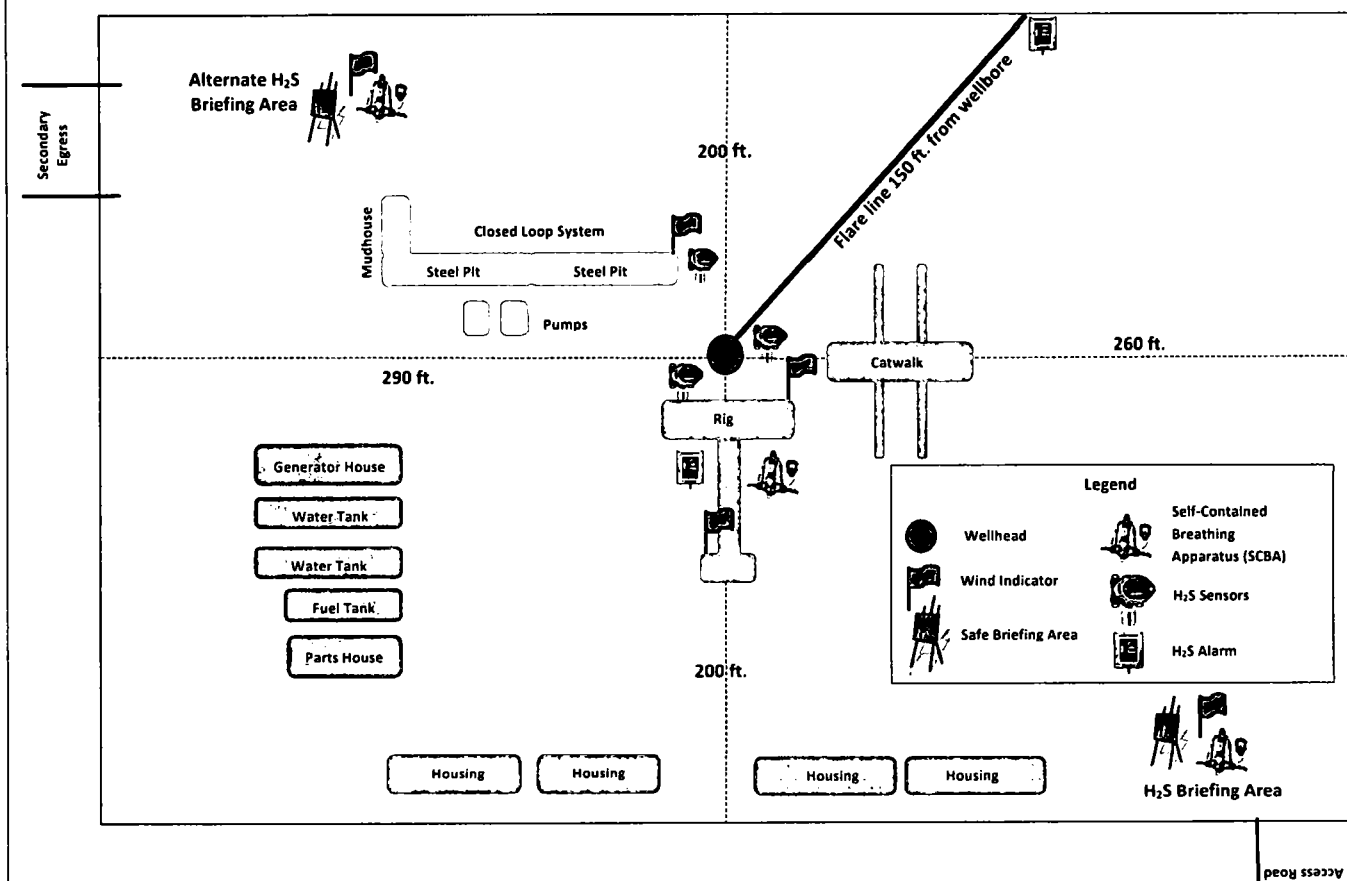 Alternate H₂S
Briefing Area
Secondary
Egress
200 ft.
Flare line 150 ft. from wellbore
Mudhouse
Closed Loop System
Steel Pit
Steel Pit
Pumps
290 ft.
260 ft.
Catwalk
Rig
Generator House
Water Tank
Water Tank
Fuel Tank
Parts House
200 ft.
Legend
Wellhead
Wind Indicator
Safe Briefing Area
Self-Contained
Breathing
Apparatus (SCBA)
H₂S Sensors
H₂S Alarm
Housing
Housing
Housing
Housing
H₂S Briefing Area
Access Road